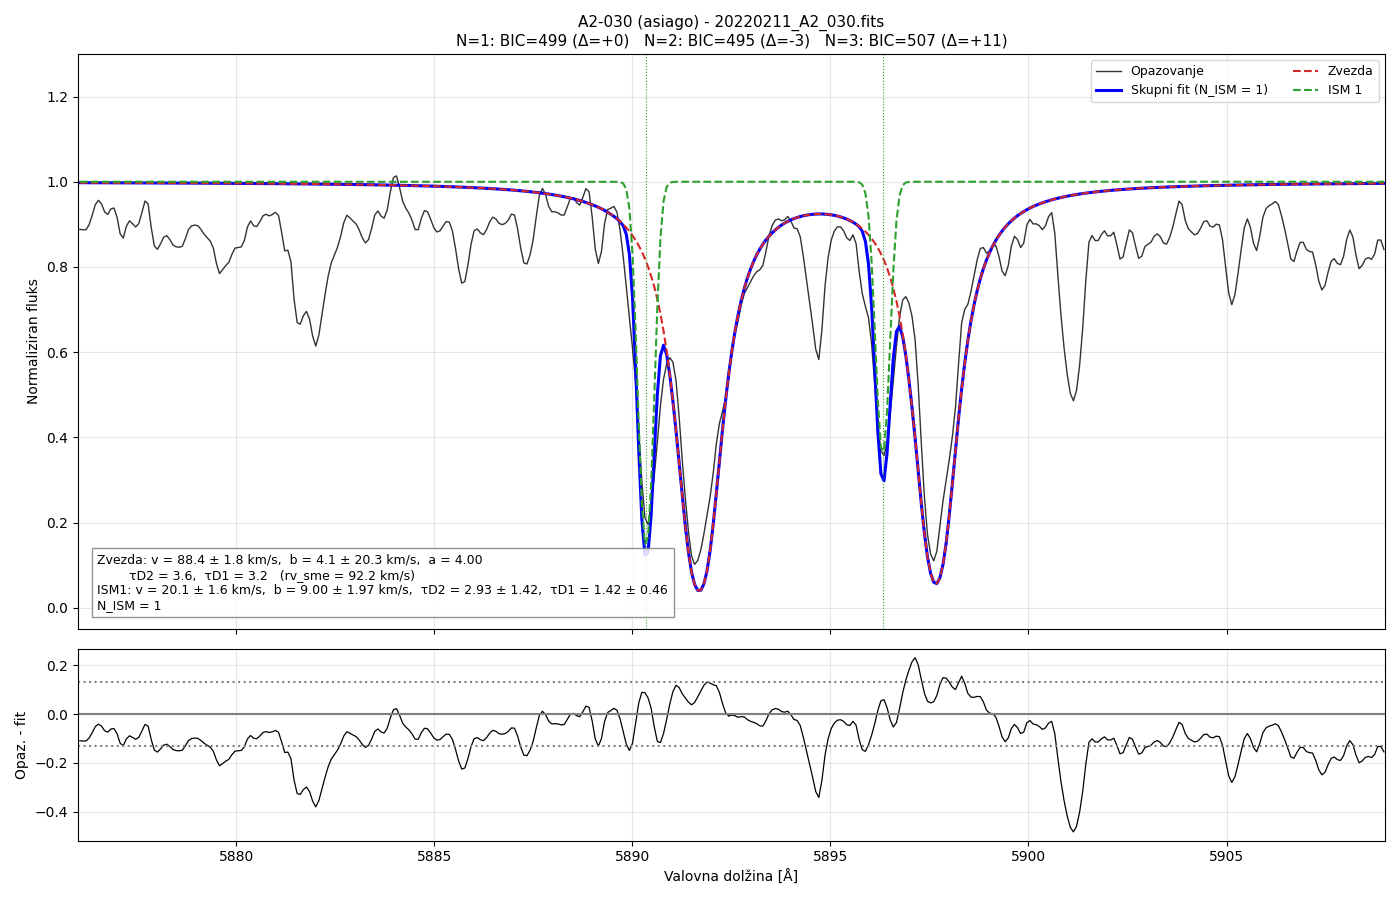 A2-030 (asiago) - 20220211_A2_030.fits
N=1: BIC=499 (Δ=+0)   N=2: BIC=495 (Δ=-3)   N=3: BIC=507 (Δ=+11)
Opazovanje
Skupni fit (N_ISM = 1)
Zvezda
ISM 1
Normaliziran fluks
1.2
1.0
0.8
0.6
0.4
0.2
0.0
Zvezda: v = 88.4 ± 1.8 km/s,  b = 4.1 ± 20.3 km/s,  a = 4.00
τD2 = 3.6,  τD1 = 3.2   (rv_sme = 92.2 km/s)
ISM1: v = 20.1 ± 1.6 km/s,  b = 9.00 ± 1.97 km/s,  τD2 = 2.93 ± 1.42,  τD1 = 1.42 ± 0.46
N_ISM = 1
Opaz. - fit
0.2
0.0
−0.2
−0.4
5880
5885
5890
5895
5900
5905
Valovna dolžina [Å]